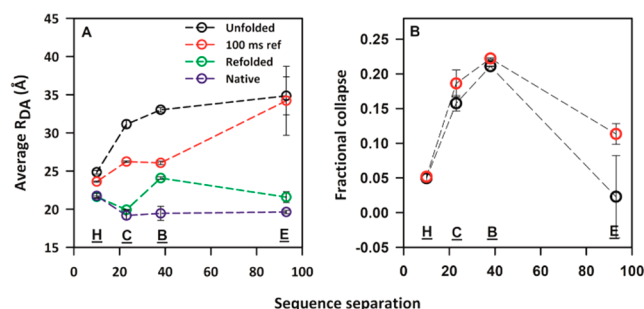 A
Unfolded
100 ms ref
Refolded
Native
Average R_DA (Å)
45
40
35
30
25
20
15
H
C
B
E
0 20 40 60 80 100
B
Fractional collapse
0.25
0.20
0.15
0.10
0.05
0.00
-0.05
H
C
B
E
0 20 40 60 80 100
Sequence separation